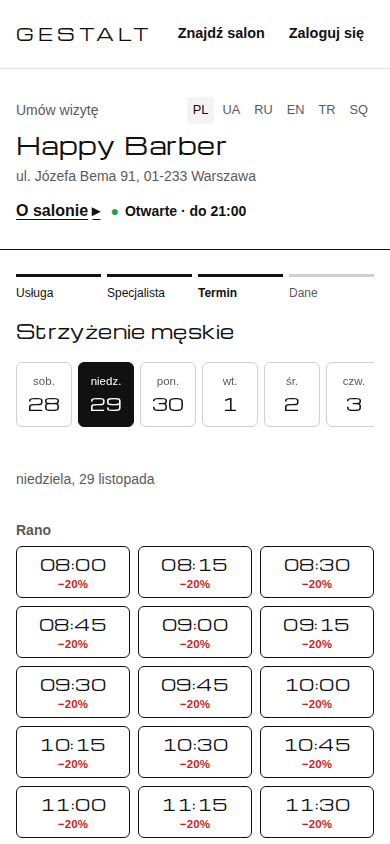 GESTALT Znajdź salon Zaloguj się
Umów wizytę PL UA RU EN TR SQ
Happy Barber
ul. Józefa Bema 91, 01-233 Warszawa
O salonie ▸ ● Otwarte · do 21:00
Usługa Specjalista Termin Dane
Strzyżenie męskie
sob. niedz. pon. wt. śr. czw.
28 29 30 1 2 3
niedziela, 29 listopada
Rano
08:00 08:15 08:30
−20% −20% −20%
08:45 09:00 09:15
−20% −20% −20%
09:30 09:45 10:00
−20% −20% −20%
10:15 10:30 10:45
−20% −20% −20%
11:00 11:15 11:30
−20% −20% −20%